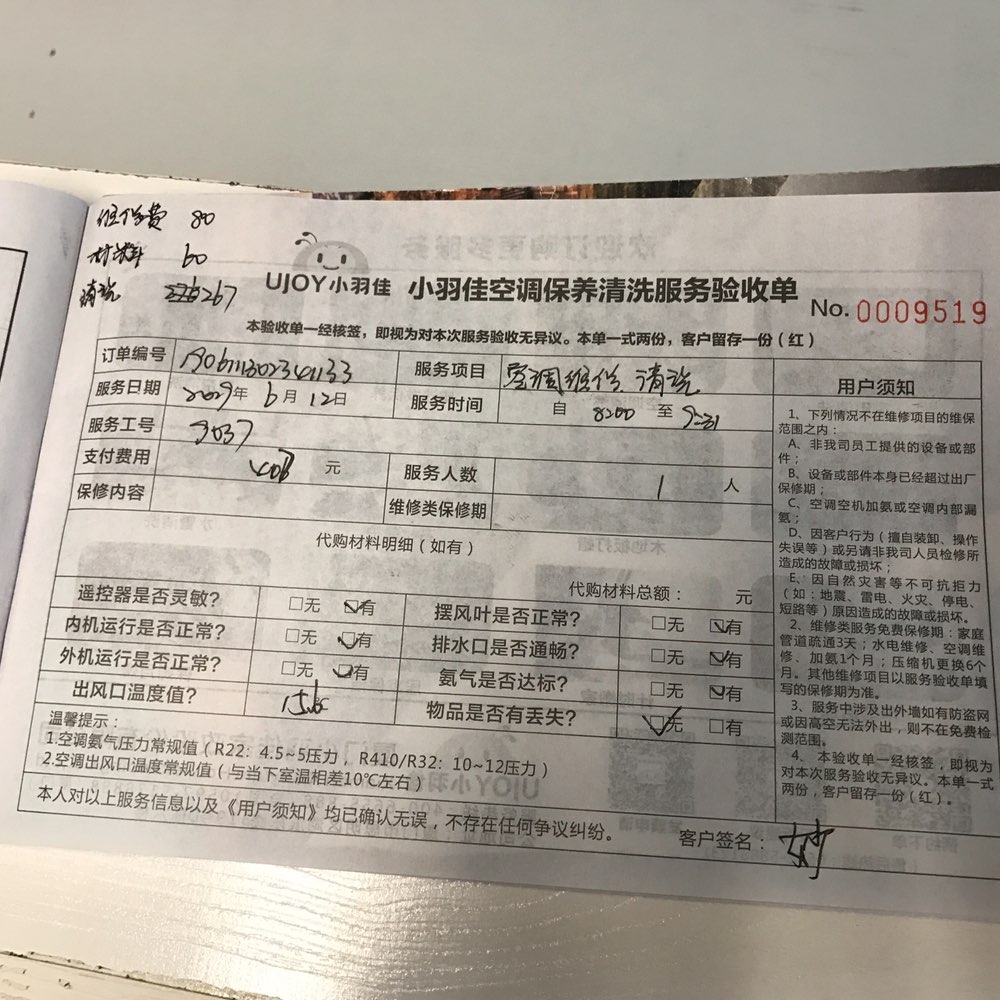 维保费 80
材料 60
清洗 267
UJOY小羽佳 小羽佳空调保养清洗服务验收单 No. 0009519
本验收单一经核签，即视为对本次服务验收无异议。本单一式两份，客户留存一份（红）
订单编号 服务项目 空调维保 清洗
服务日期 年 6 月 12 日 服务时间 自 8200 至
服务工号 9037
支付费用 元 服务人数 1 人
保修内容 维修类保修期
代购材料明细（如有）
代购材料总额： 元
遥控器是否灵敏？ □无 ☑有 摆风叶是否正常？ □无 ☑有
内机运行是否正常？ □无 ☑有 排水口是否通畅？ □无 ☑有
外机运行是否正常？ □无 ☑有 氨气是否达标？ □无 ☑有
出风口温度值？ 物品是否有丢失？ ☑无 □有
温馨提示：
1.空调氨气压力常规值（R22：4.5~5压力，R410/R32：10~12压力）
2.空调出风口温度常规值（与当下室温相差10℃左右）
本人对以上服务信息以及《用户须知》均已确认无误，不存在任何争议纠纷。
客户签名：
用户须知
1、下列情况不在维修项目的维保
范围之内：
A、非我司员工提供的设备或部
件；
B、设备或部件本身已经超过出厂
保修期；
C、空调空机加氨或空调内部漏
氨；
D、因客户行为（擅自装卸、操作
失误等）或另请非我司人员检修所
造成的故障或损坏；
E、因自然灾害等不可抗拒力
（如：地震、雷电、火灾、停电、
短路等）原因造成的故障或损坏。
2、维修类服务免费保修期：家庭
管道疏通3天；水电维修、空调维
修、加氨1个月；压缩机更换6个
月。其他维修项目以服务验收单填
写的保修期为准。
3、服务中涉及出外墙如有防盗网
或因高空无法外出，则不在免费检
测范围。
4、本验收单一经核签，即视为
对本次服务验收无异议。本单一式
两份，客户留存一份（红）。